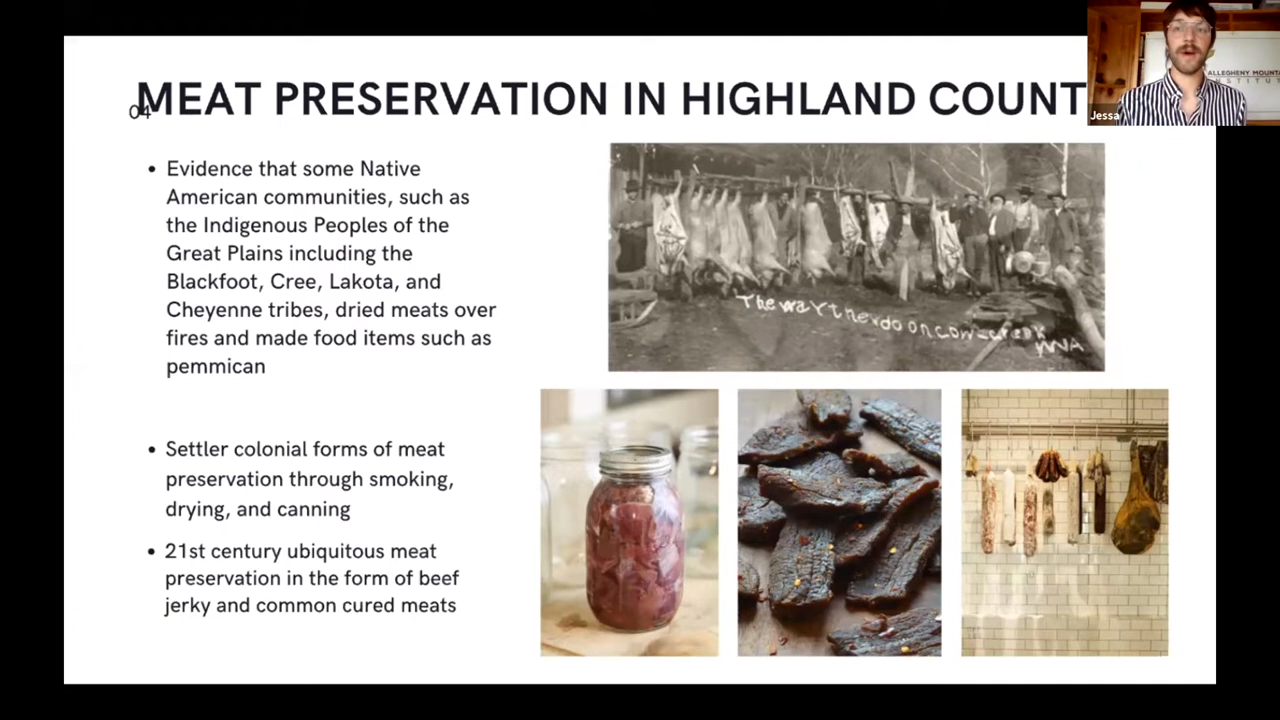 MEAT PRESERVATION IN HIGHLAND COUNT
04
• Evidence that some Native
American communities, such as
the Indigenous Peoples of the
Great Plains including the
Blackfoot, Cree, Lakota, and
Cheyenne tribes, dried meats over
fires and made food items such as
pemmican
• Settler colonial forms of meat
preservation through smoking,
drying, and canning
• 21st century ubiquitous meat
preservation in the form of beef
jerky and common cured meats
The way they do on cow-creek
W.VA
Jessa
ALLEGHENY MOUNTA
INSTITUT